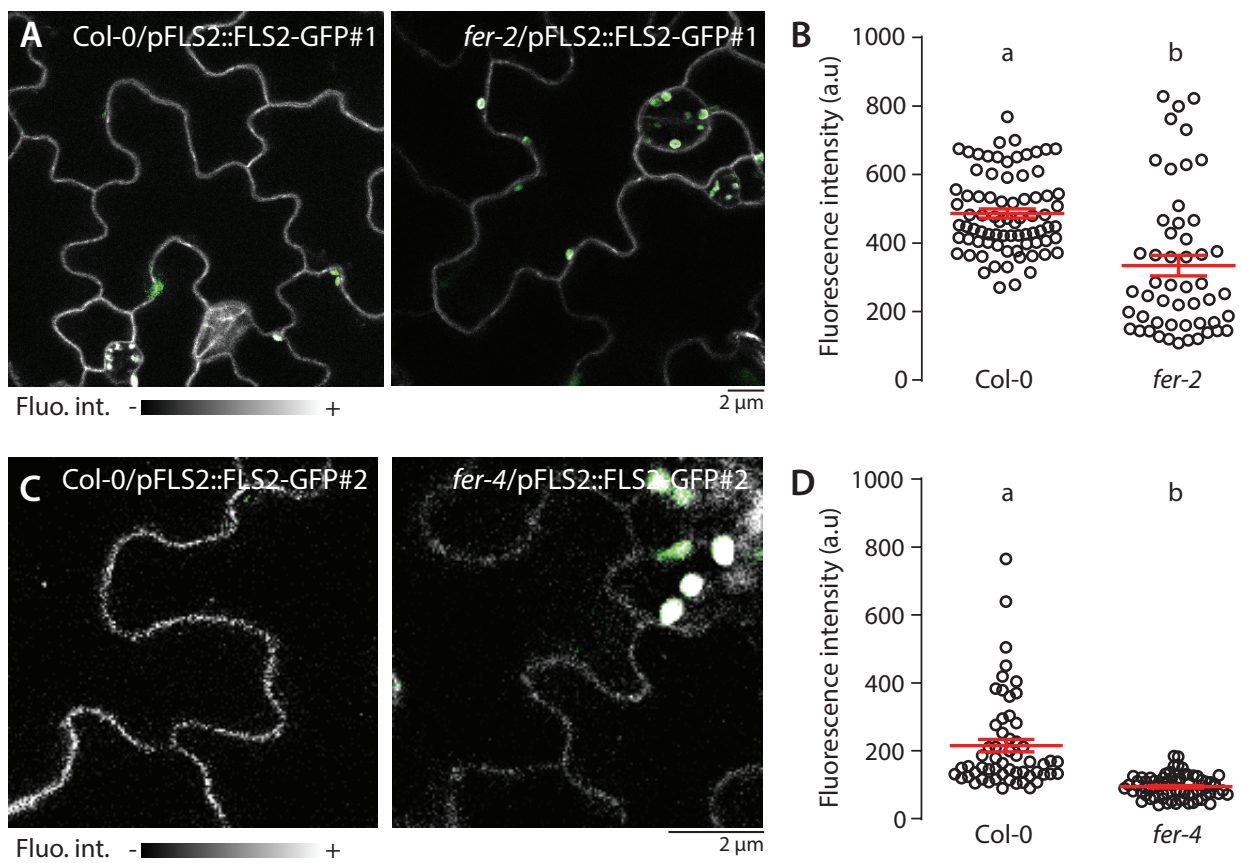 A Col-0/pFLS2::FLS2-GFP#1
fer-2/pFLS2::FLS2-GFP#1
Fluo. int. - +
2 µm
B
Fluorescence intensity (a.u)
1000
800
600
400
200
0
a b
Col-0 fer-2
C Col-0/pFLS2::FLS2-GFP#2
fer-4/pFLS2::FLS2-GFP#2
Fluo. int. - +
2 µm
D
Fluorescence intensity (a.u)
1000
800
600
400
200
0
a b
Col-0 fer-4